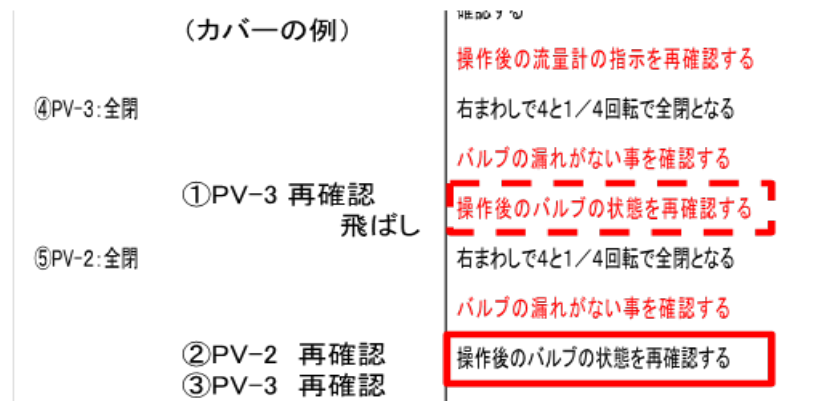 (カバーの例)
操作後の流量計の指示を再確認する
④PV-3:全閉
右まわしで4と1/4回転で全閉となる
バルブの漏れがない事を確認する
①PV-3 再確認
飛ばし
操作後のバルブの状態を再確認する
⑤PV-2:全閉
右まわしで4と1/4回転で全閉となる
バルブの漏れがない事を確認する
②PV-2 再確認
③PV-3 再確認
操作後のバルブの状態を再確認する